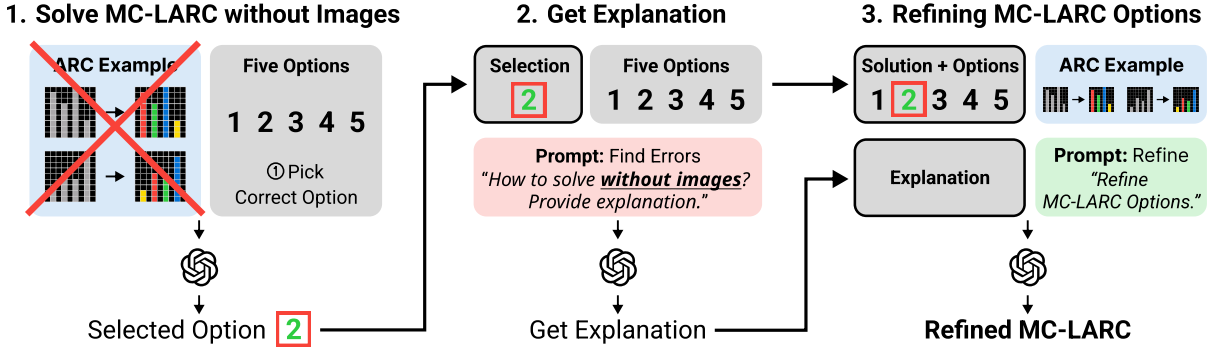 1. Solve MC-LARC without Images
ARC Example
Five Options
1 2 3 4 5
① Pick
Correct Option
Selected Option 2
2. Get Explanation
Selection
2
Five Options
1 2 3 4 5
Prompt: Find Errors
"How to solve without images?
Provide explanation."
Get Explanation
3. Refining MC-LARC Options
Solution + Options
1 2 3 4 5
ARC Example
Explanation
Prompt: Refine
"Refine
MC-LARC Options."
Refined MC-LARC